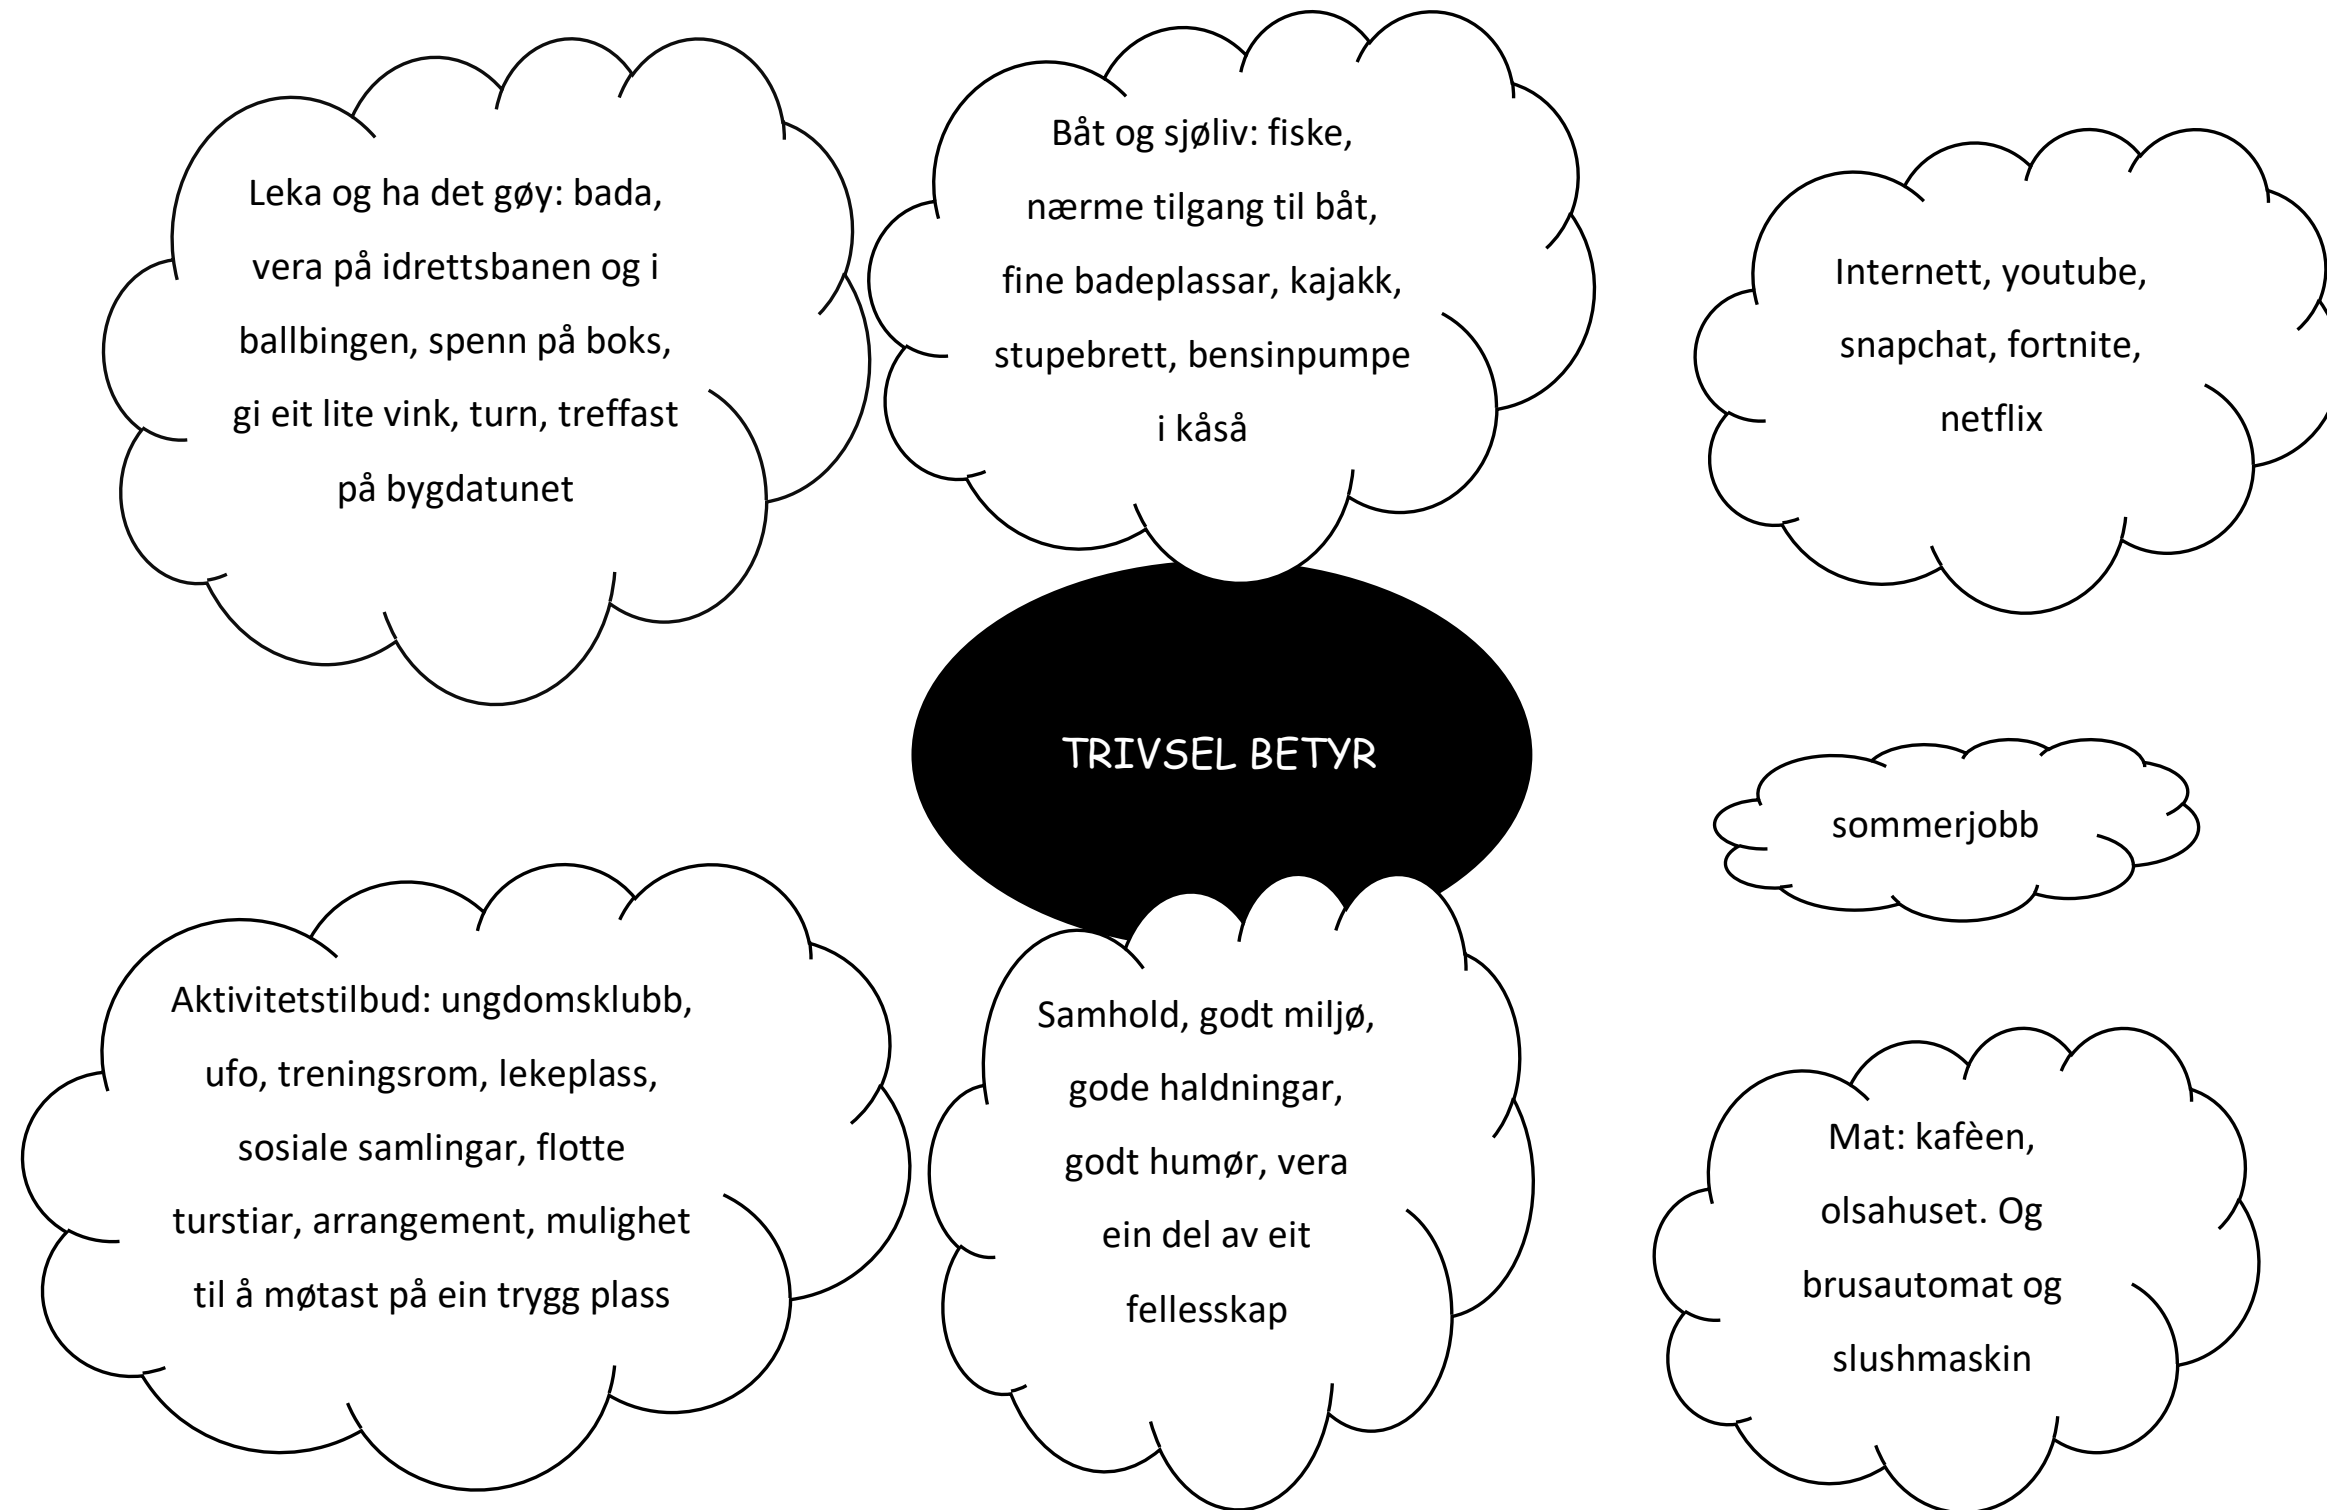 Leka og ha det gøy: bada,
vera på idrettsbanen og i
ballbingen, spenn på boks,
gi eit lite vink, turn, treffast
på bygdatunet
Båt og sjøliv: fiske,
nærme tilgang til båt,
fine badeplassar, kajakk,
stupebrett, bensinpumpe
i kåså
Internett, youtube,
snapchat, fortnite,
netflix
TRIVSEL BETYR
sommerjobb
Aktivitetstilbud: ungdomsklubb,
ufo, treningsrom, lekeplass,
sosiale samlingar, flotte
turstiar, arrangement, mulighet
til å møtast på ein trygg plass
Samhold, godt miljø,
gode haldningar,
godt humør, vera
ein del av eit
fellesskap
Mat: kafèen,
olsahuset. Og
brusautomat og
slushmaskin